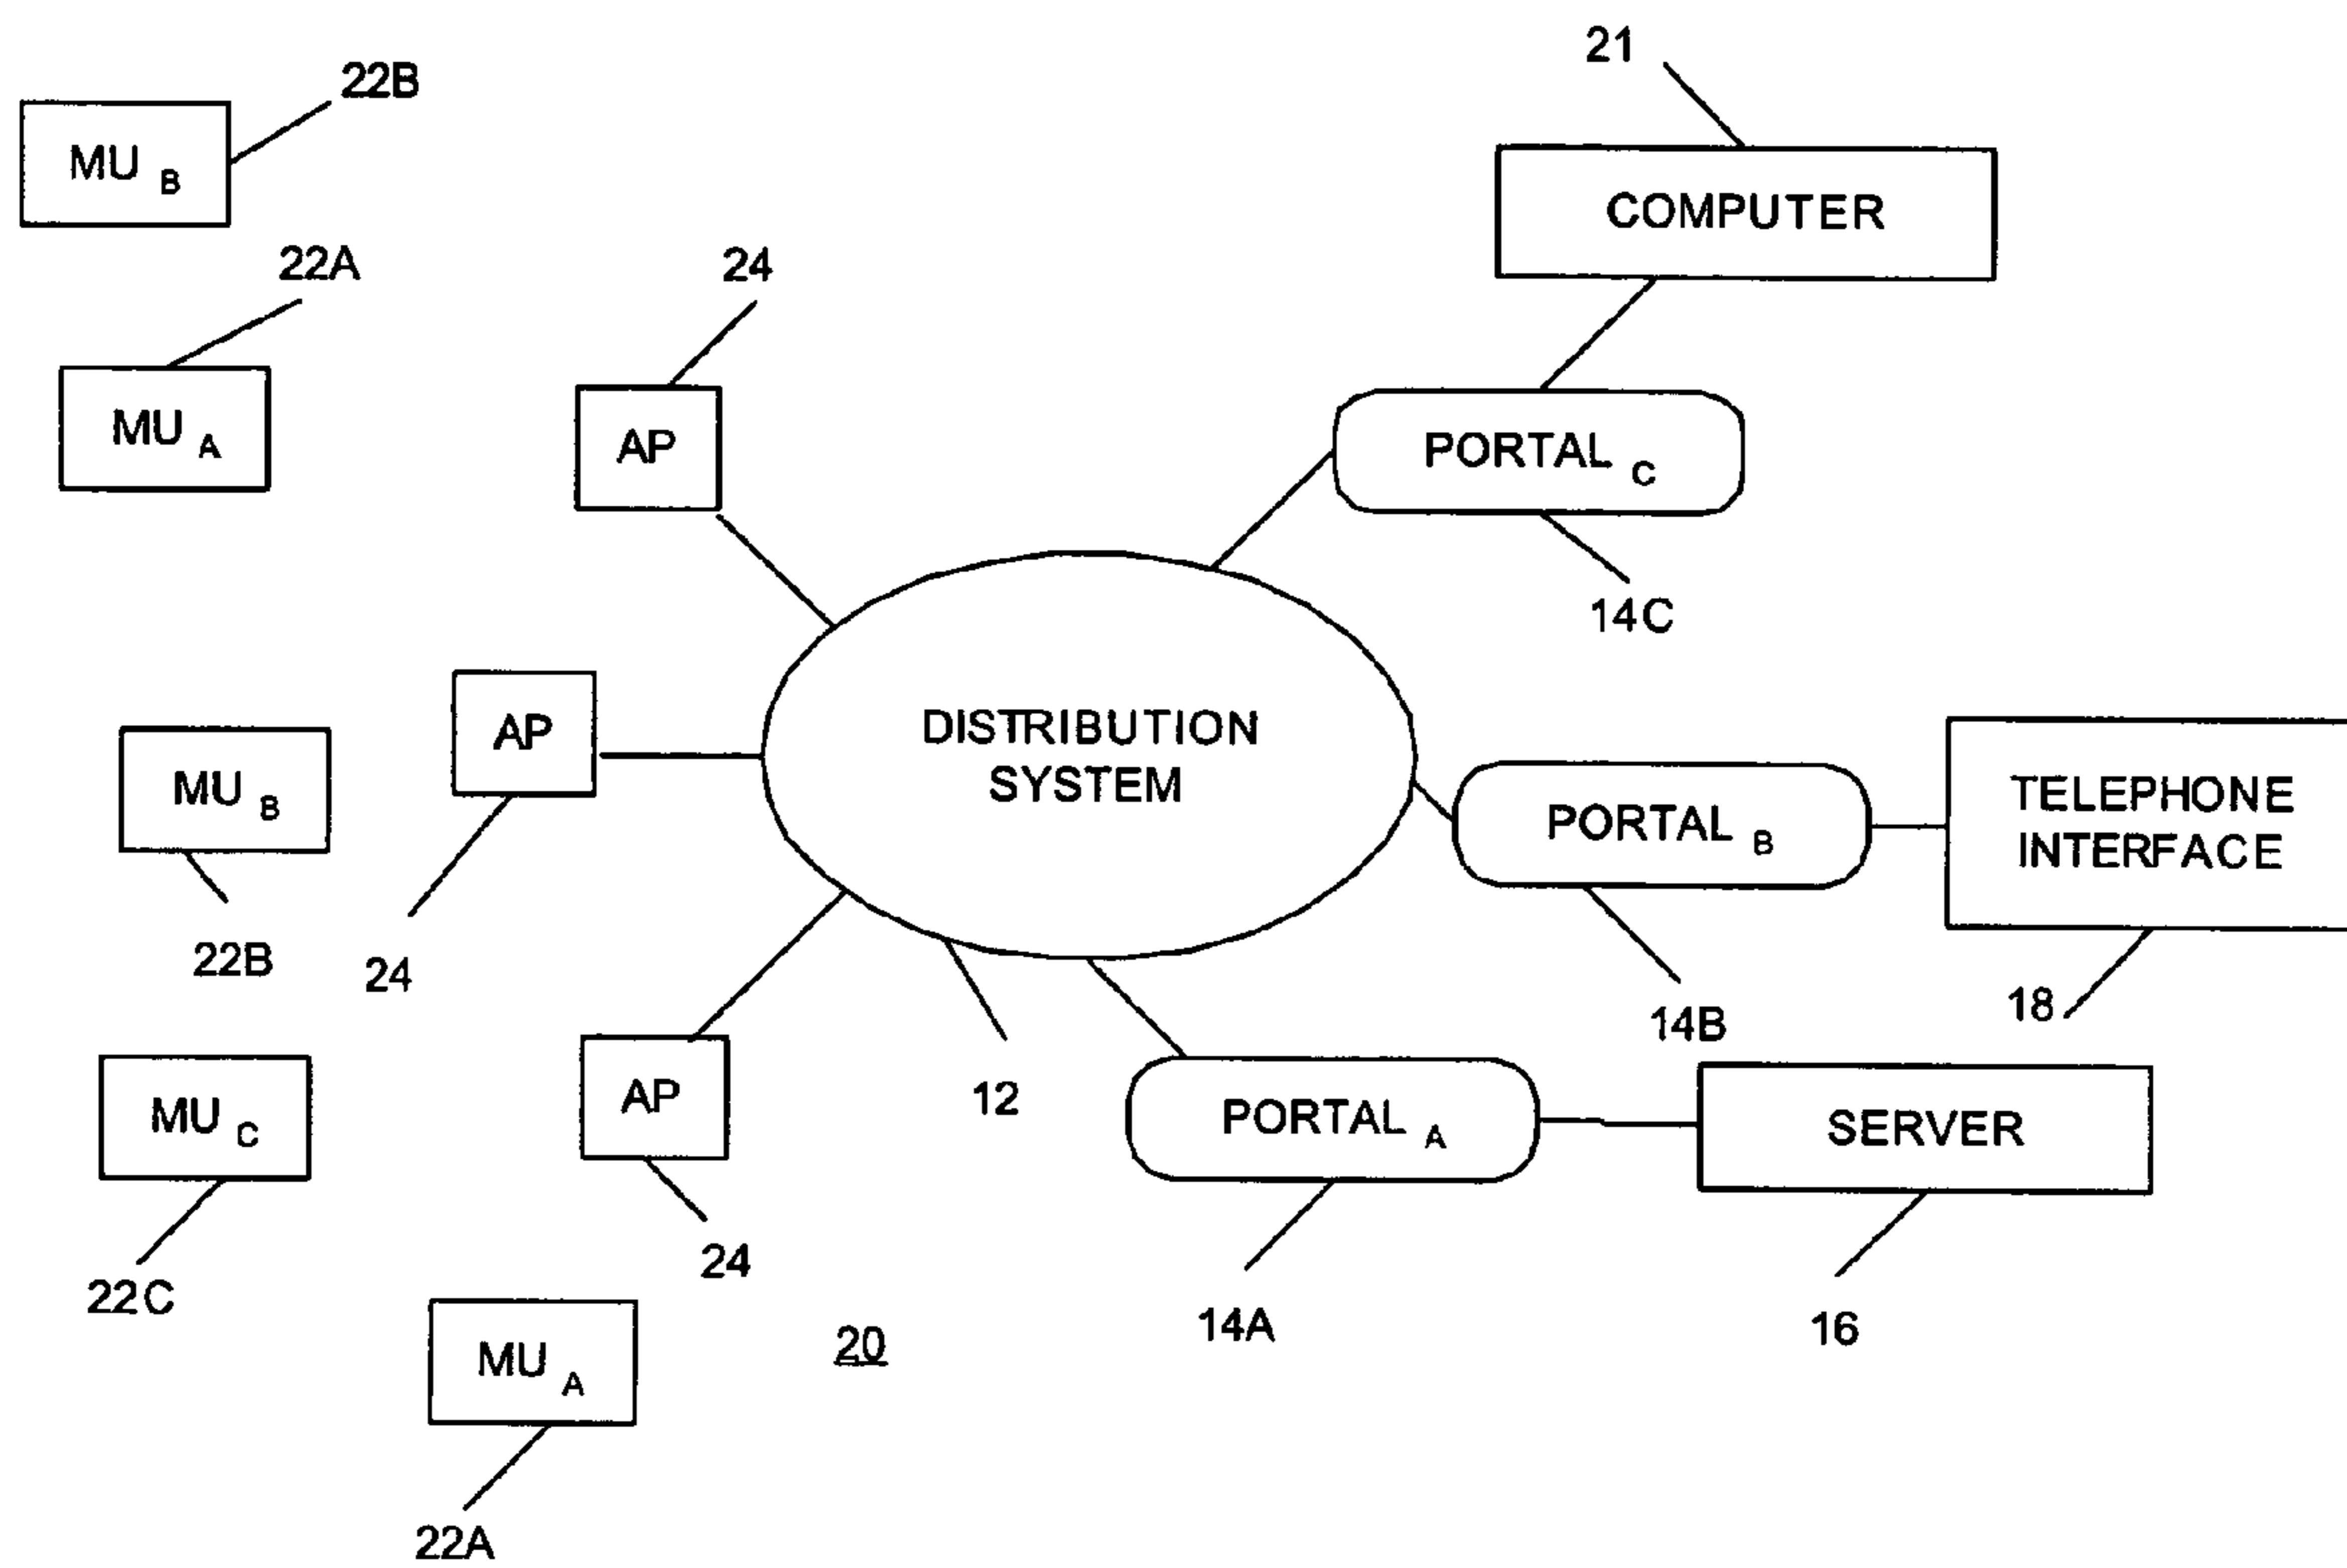 21
22B
MU B
COMPUTER
22A
24
MU A
AP
PORTAL C
14C
DISTRIBUTION
SYSTEM
AP
MU B
PORTAL B
TELEPHONE
INTERFACE
22B
24
18
14B
12
MU C
AP
PORTAL A
SERVER
24
22C
14A
16
20
MU A
22A